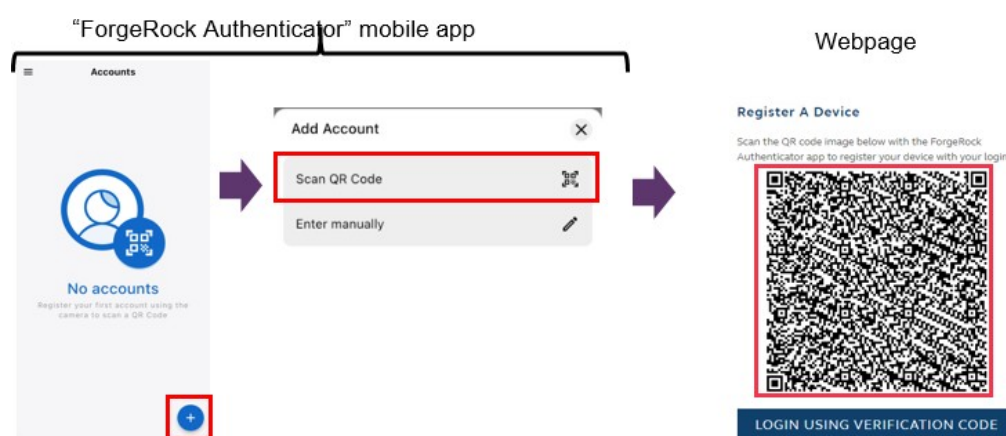 “ForgeRock Authenticator” mobile app
Webpage
Accounts
No accounts
Register your first account using the
camera to scan a QR Code
Add Account
Scan QR Code
Enter manually
Register A Device
Scan the QR code image below with the ForgeRock
Authenticator app to register your device with your login
LOGIN USING VERIFICATION CODE